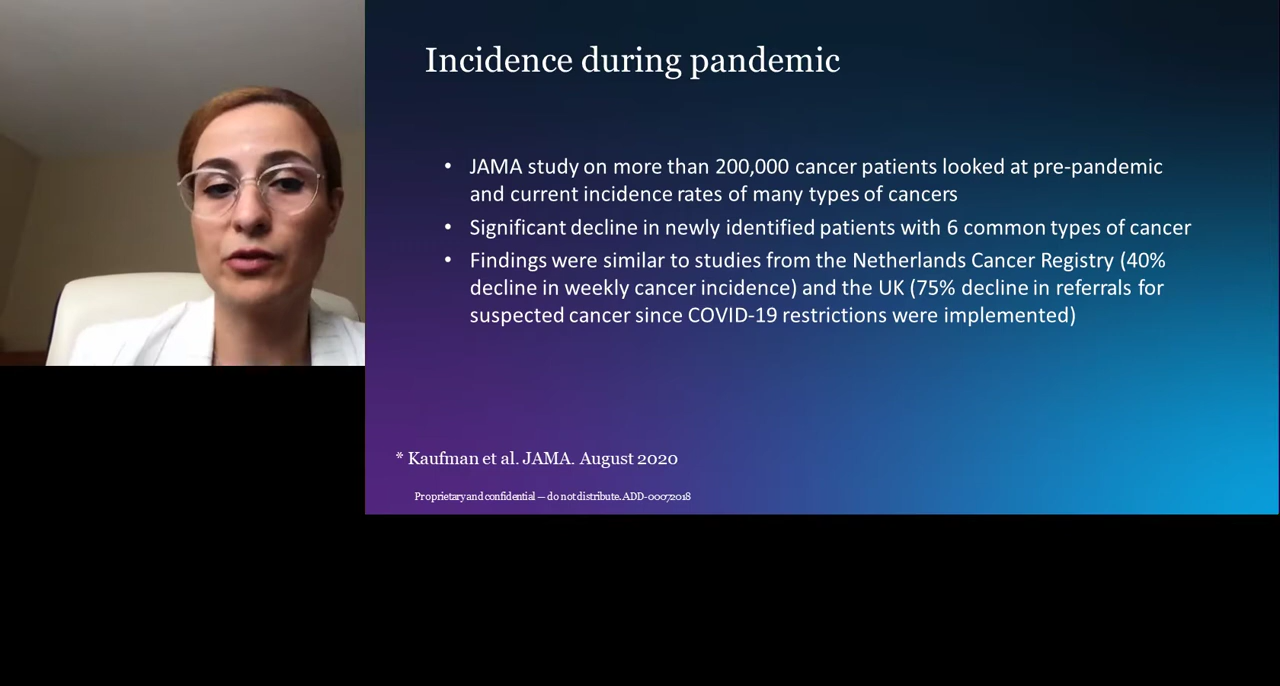 Incidence during pandemic
• JAMA study on more than 200,000 cancer patients looked at pre-pandemic
and current incidence rates of many types of cancers
• Significant decline in newly identified patients with 6 common types of cancer
• Findings were similar to studies from the Netherlands Cancer Registry (40%
decline in weekly cancer incidence) and the UK (75% decline in referrals for
suspected cancer since COVID-19 restrictions were implemented)
* Kaufman et al. JAMA. August 2020
Proprietary and confidential — do not distribute. ADD-00072018